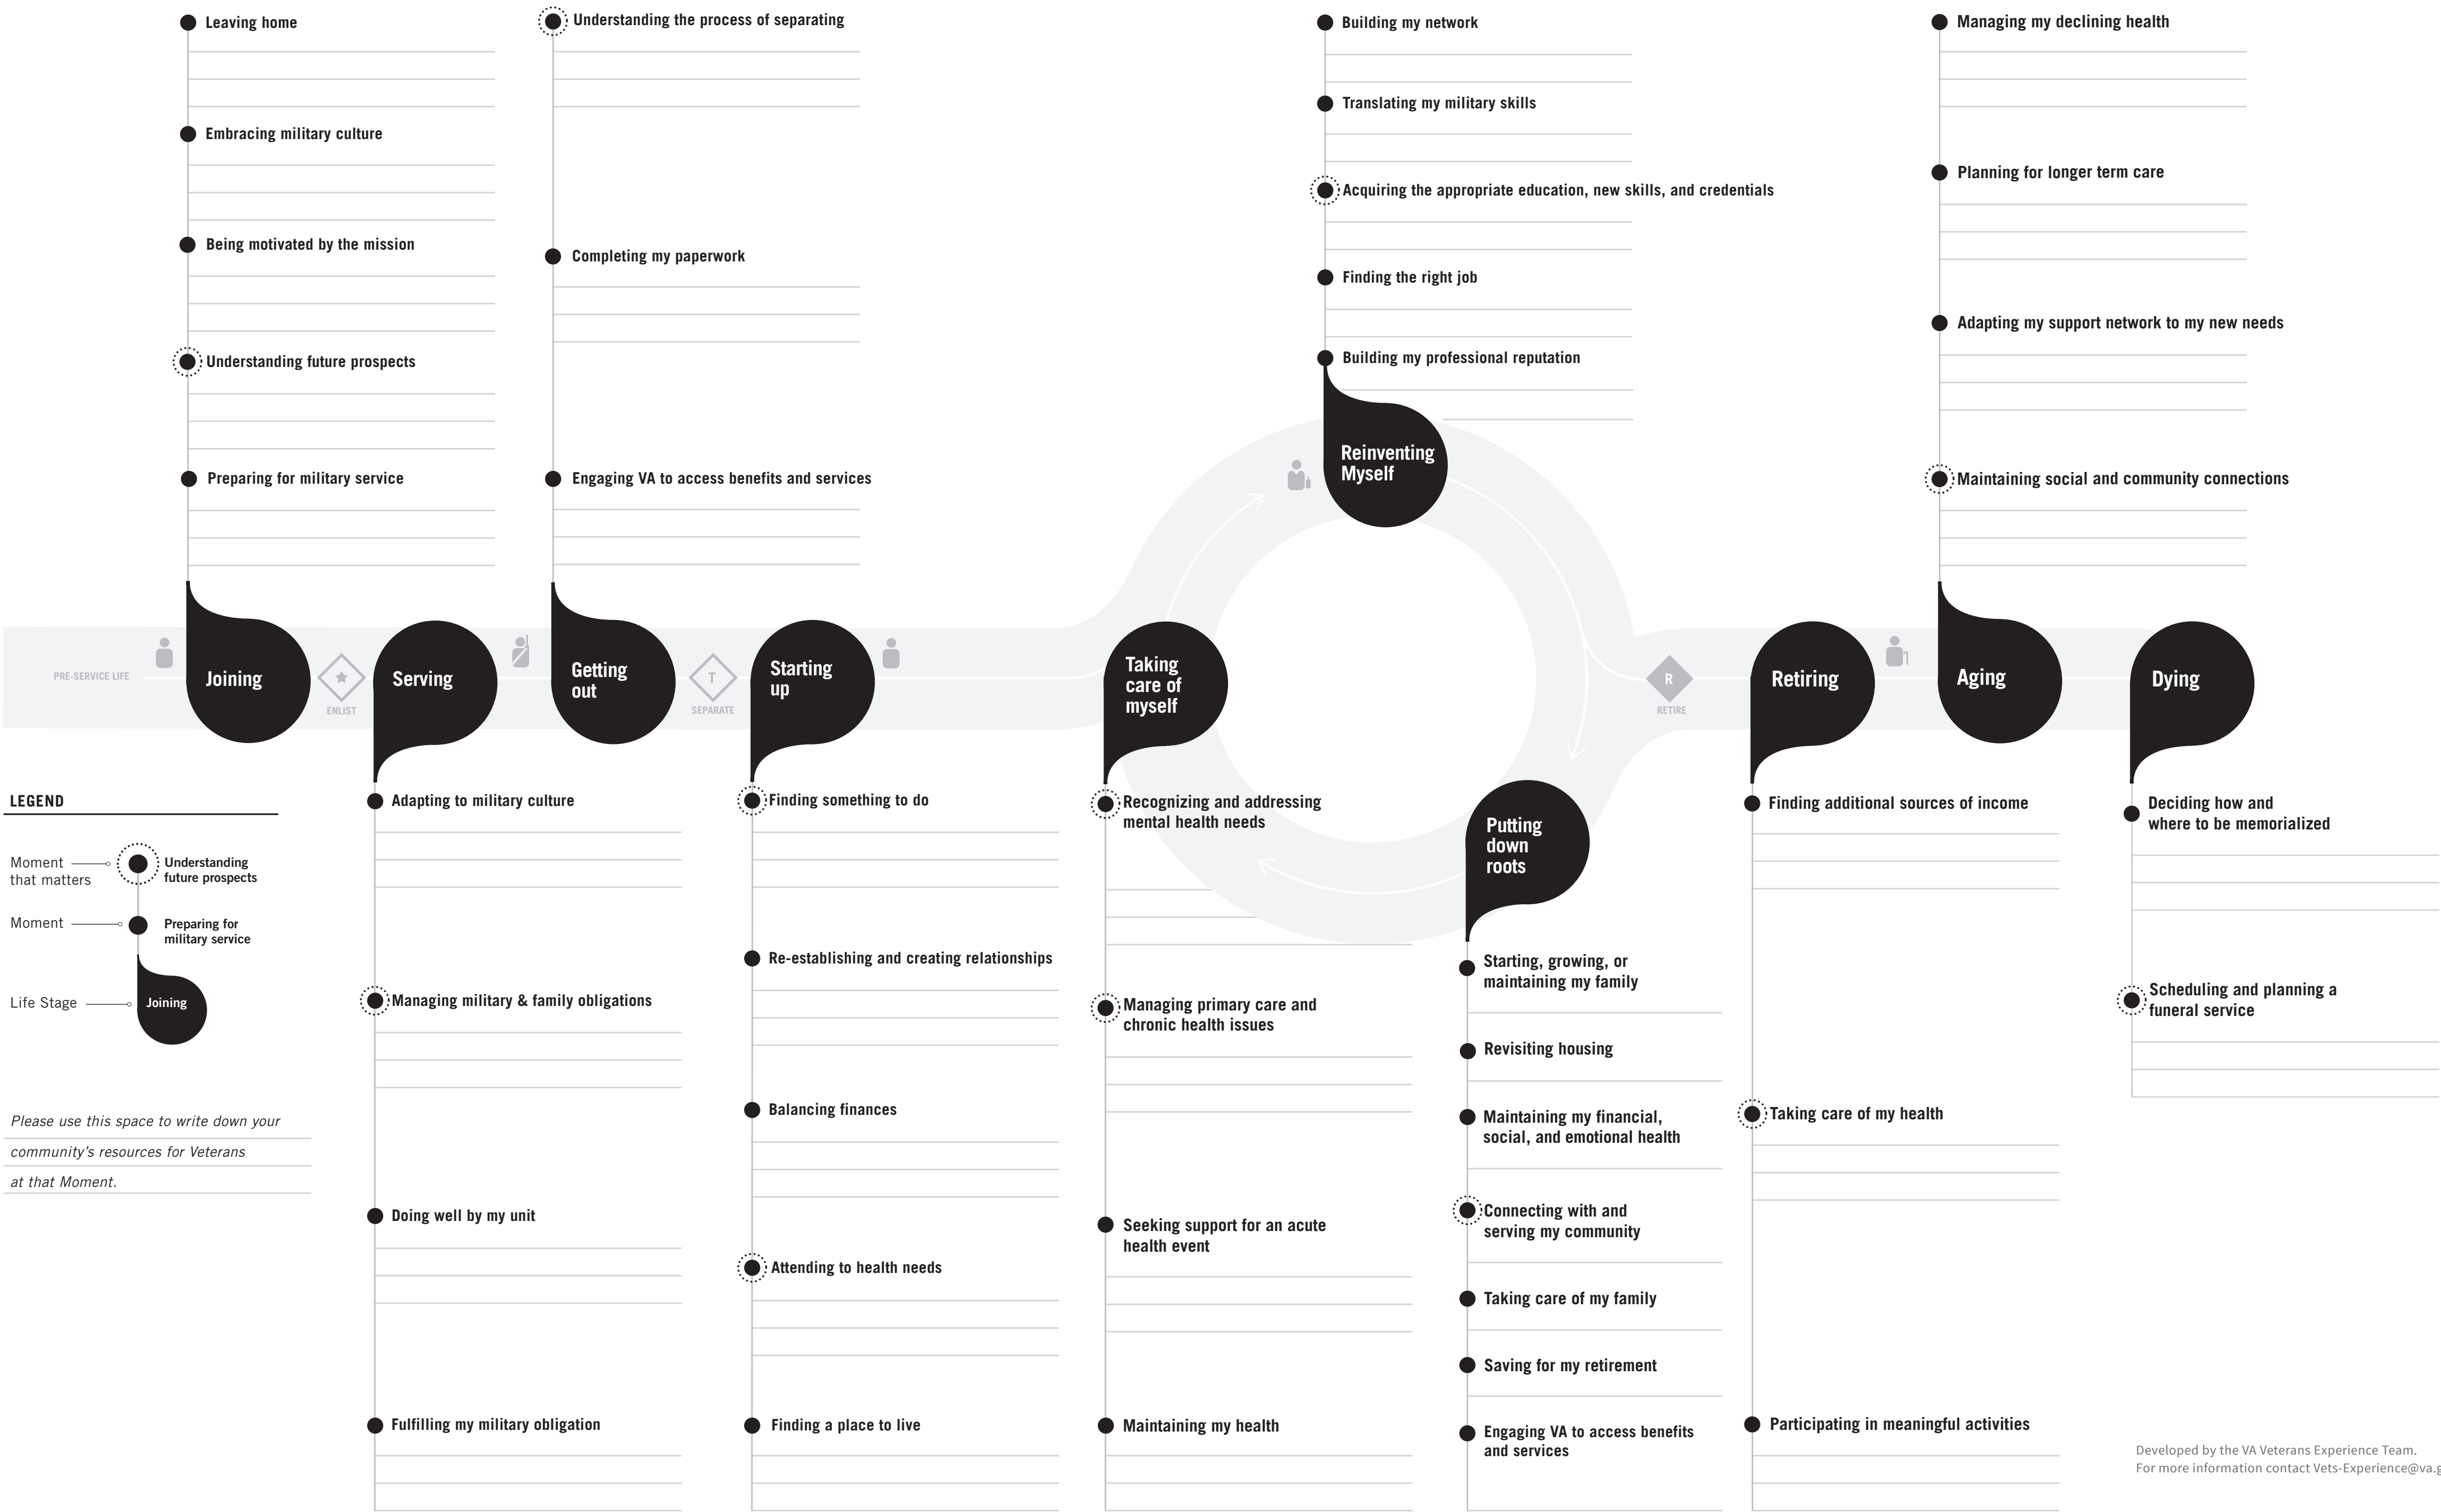 Leaving home
Embracing military culture
Being motivated by the mission
Understanding future prospects
Preparing for military service
Understanding the process of separating
Completing my paperwork
Engaging VA to access benefits and services
Building my network
Translating my military skills
Acquiring the appropriate education, new skills, and credentials
Finding the right job
Building my professional reputation
Managing my declining health
Planning for longer term care
Adapting my support network to my new needs
Maintaining social and community connections
Reinventing
Myself
PRE-SERVICE LIFE
Joining
ENLIST
Serving
Getting
out
T
SEPARATE
Starting
up
Taking
care of
myself
R
RETIRE
Retiring
Aging
Dying
Putting
down
roots
LEGEND
Moment
that matters
Understanding
future prospects
Moment
Preparing for
military service
Life Stage
Joining
Please use this space to write down your
community's resources for Veterans
at that Moment.
Adapting to military culture
Managing military & family obligations
Doing well by my unit
Fulfilling my military obligation
Finding something to do
Re-establishing and creating relationships
Balancing finances
Attending to health needs
Finding a place to live
Recognizing and addressing
mental health needs
Managing primary care and
chronic health issues
Seeking support for an acute
health event
Maintaining my health
Starting, growing, or
maintaining my family
Revisiting housing
Maintaining my financial,
social, and emotional health
Connecting with and
serving my community
Taking care of my family
Saving for my retirement
Engaging VA to access benefits
and services
Finding additional sources of income
Taking care of my health
Participating in meaningful activities
Deciding how and
where to be memorialized
Scheduling and planning a
funeral service
Developed by the VA Veterans Experience Team.
For more information contact Vets-Experience@va.g